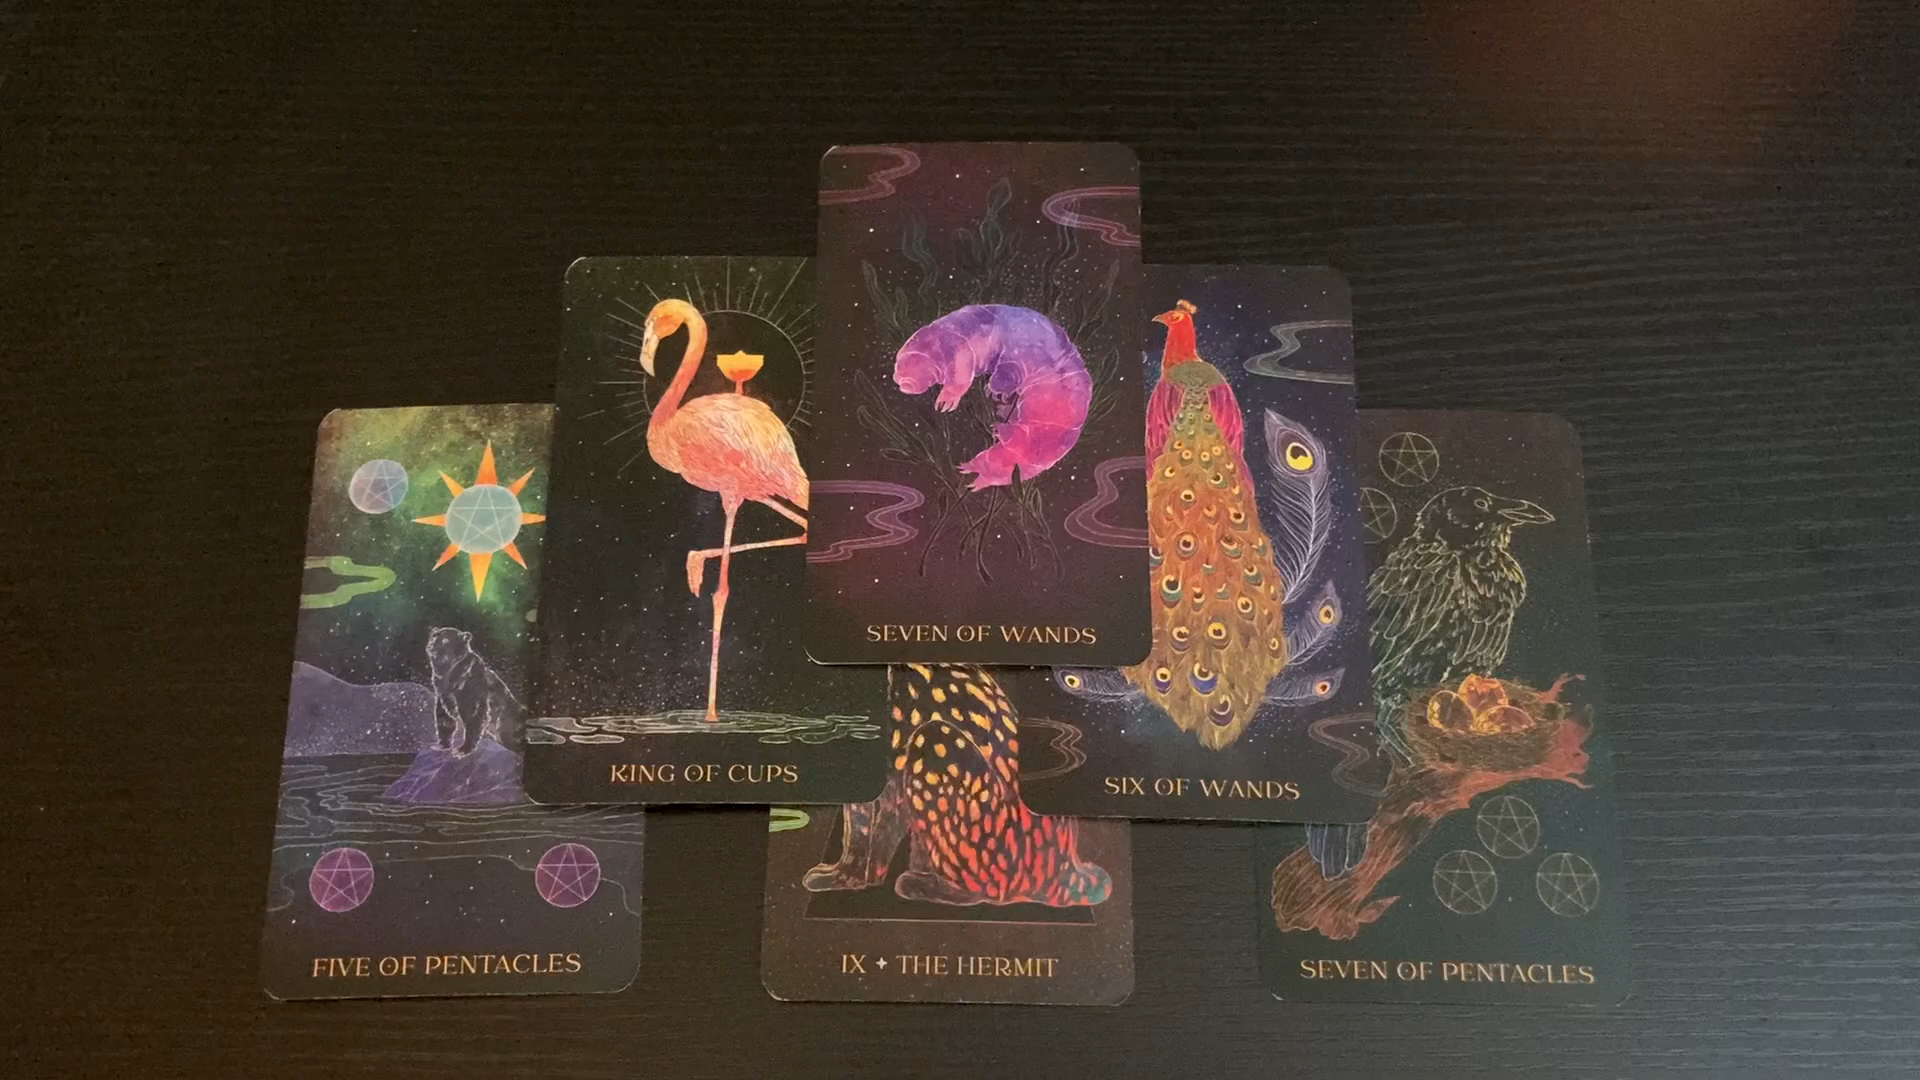 SEVEN OF WANDS
KING OF CUPS
SIX OF WANDS
FIVE OF PENTACLES
IX ✦ THE HERMIT
SEVEN OF PENTACLES